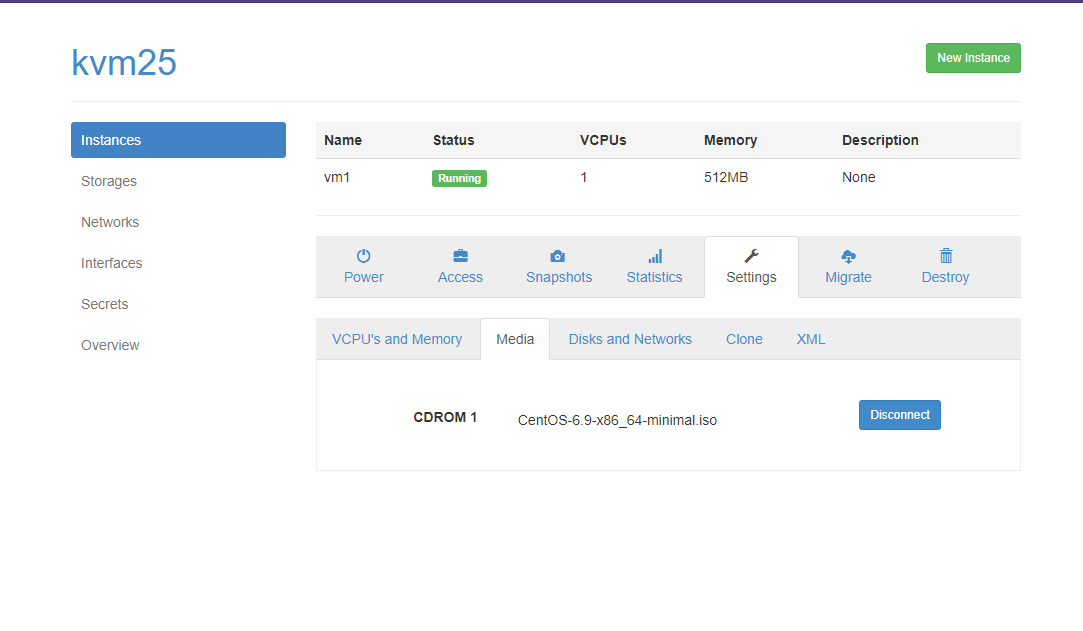 kvm25
New Instance
Instances
Storages
Networks
Interfaces
Secrets
Overview
Name Status VCPUs Memory Description
vm1 Running 1 512MB None
Power Access Snapshots Statistics Settings Migrate Destroy
VCPU's and Memory Media Disks and Networks Clone XML
CDROM 1 CentOS-6.9-x86_64-minimal.iso Disconnect